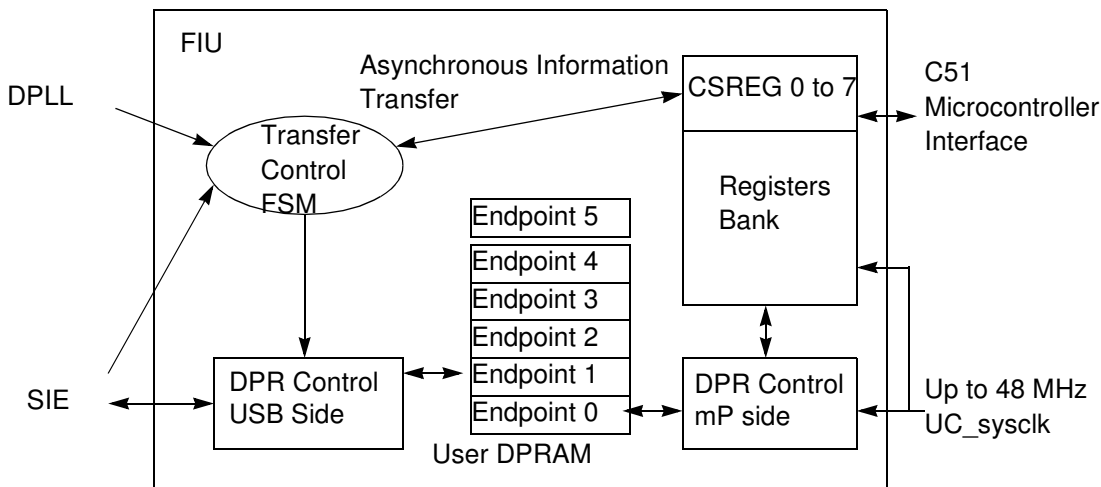 FIU
DPLL
Asynchronous Information
Transfer
CSREG 0 to 7
C51
Microcontroller
Interface
Transfer
Control
FSM
Registers
Bank
Endpoint 5
Endpoint 4
Endpoint 3
Endpoint 2
Endpoint 1
Endpoint 0
User DPRAM
SIE
DPR Control
USB Side
DPR Control
mP side
Up to 48 MHz
UC_sysclk